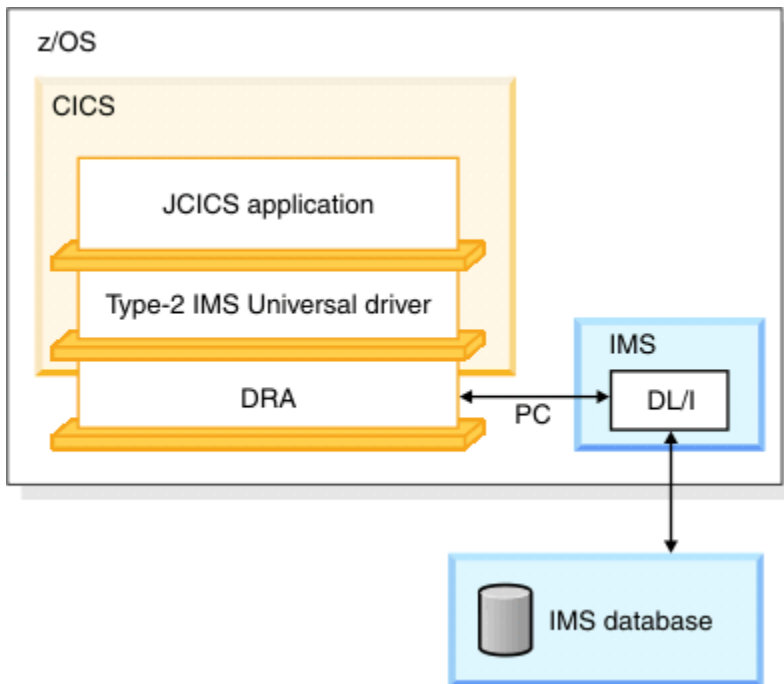 z/OS
CICS
JCICS application
Type-2 IMS Universal driver
DRA
PC
IMS
DL/I
IMS database